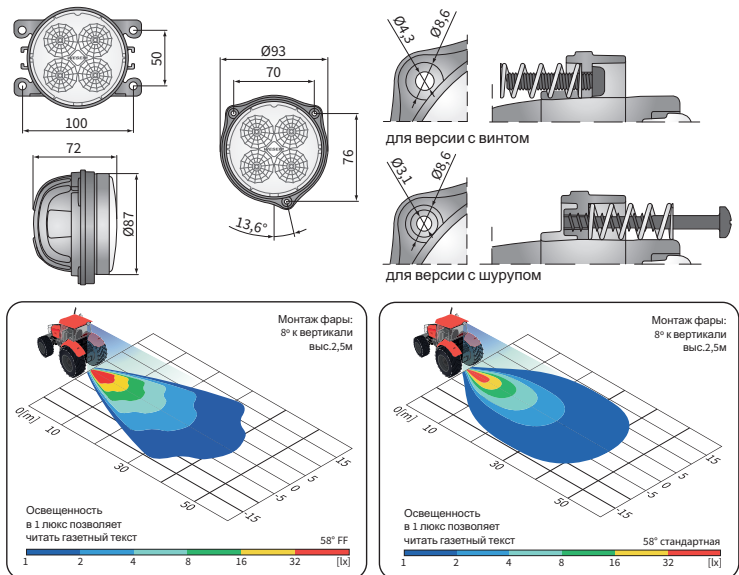 50
100
72
Ø87
Ø93
70
76
13,6°
Ø4,3
Ø8,6
для версии с винтом
Ø3,1
Ø8,6
для версии с шурупом
Монтаж фары:
8º к вертикали
выс.2,5м
0[m]
10
30
50
-15
-5
0
5
15
Освещенность
в 1 люкс позволяет
читать газетный текст
58° FF
1 2 4 8 16 32 [lx]
Монтаж фары:
8º к вертикали
выс.2,5м
0[m]
10
30
50
-15
-5
0
5
15
Освещенность
в 1 люкс позволяет
читать газетный текст
58° стандартная
1 2 4 8 16 32 [lx]